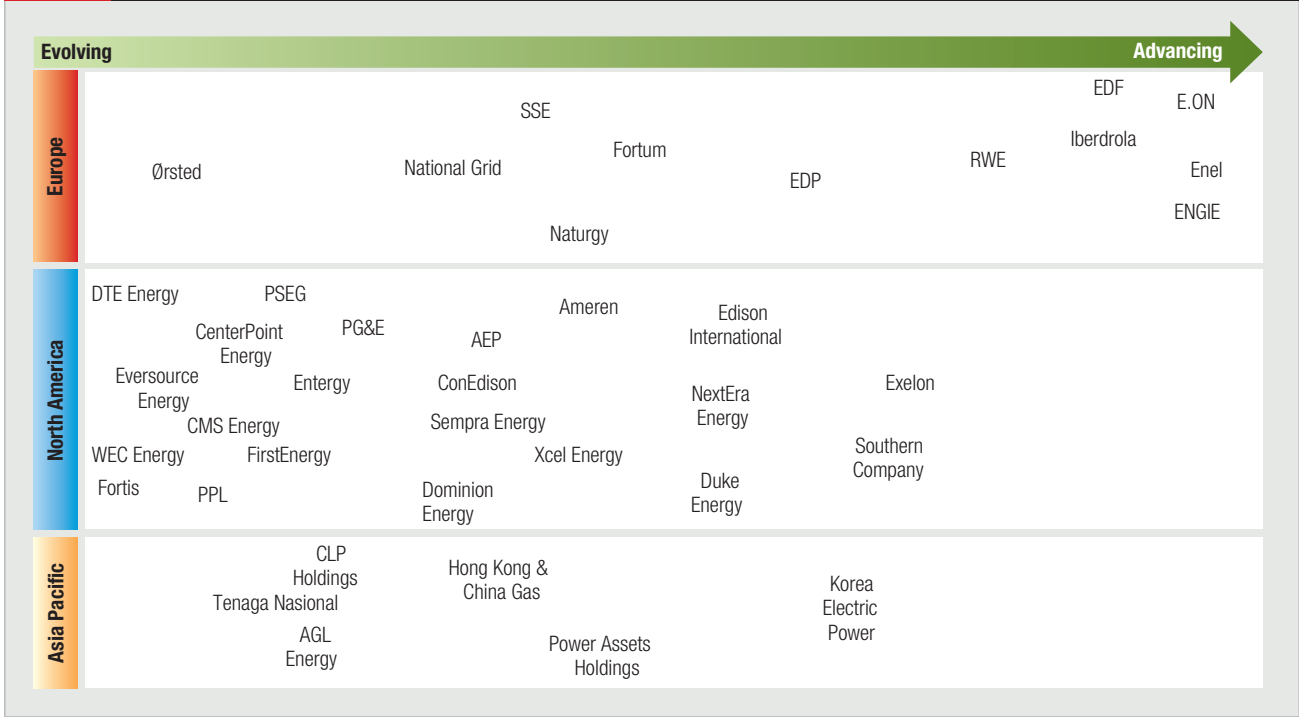 Evolving
Advancing
Europe
EDF
E.ON
SSE
Iberdrola
Fortum
RWE
National Grid
Ørsted
Enel
EDP
ENGIE
Naturgy
North America
DTE Energy
PSEG
Ameren
Edison
International
CenterPoint
Energy
PG&E
AEP
Eversource
Energy
Entergy
ConEdison
Exelon
NextEra
Energy
CMS Energy
Sempra Energy
WEC Energy
FirstEnergy
Xcel Energy
Southern
Company
Fortis
PPL
Dominion
Energy
Duke
Energy
Asia Pacific
CLP
Holdings
Hong Kong &
China Gas
Korea
Electric
Power
Tenaga Nasional
AGL
Energy
Power Assets
Holdings